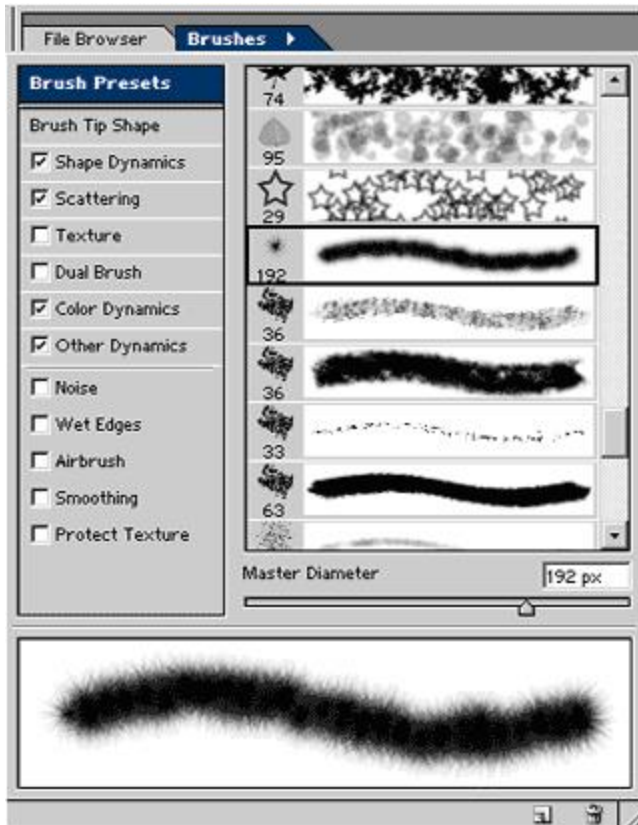 File Browser
Brushes
Brush Presets
Brush Tip Shape
Shape Dynamics
Scattering
Texture
Dual Brush
Color Dynamics
Other Dynamics
Noise
Wet Edges
Airbrush
Smoothing
Protect Texture
74
95
29
192
36
36
33
63
Master Diameter
192 px